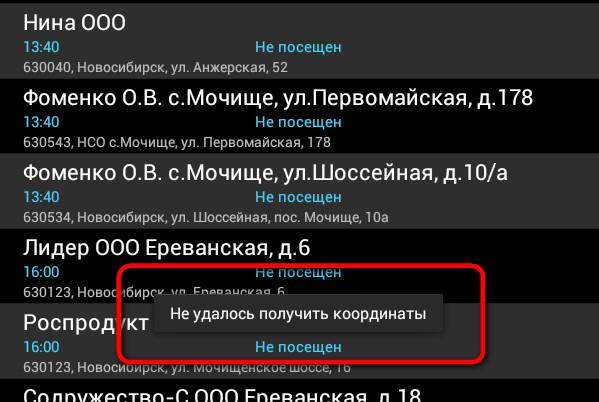 Нина ООО
13:40 Не посещен
630040, Новосибирск, ул. Анжерская, 52
Фоменко О.В. с.Мочище, ул.Первомайская, д.178
13:40 Не посещен
630543, НСО с.Мочище, ул. Первомайская, 178
Фоменко О.В. с.Мочище, ул.Шоссейная, д.10/а
13:40 Не посещен
630534, Новосибирск, ул. Шоссейная, пос. Мочище, 10а
Лидер ООО Ереванская, д.6
16:00 Не посещен
630123, Новосибирск, ул. Ереванская, 6
Не удалось получить координаты
Роспродукт
16:00 Не посещен
630123, Новосибирск, ул. Мочищенское шоссе, 16
Содружество-С ООО Ереванская, д.18